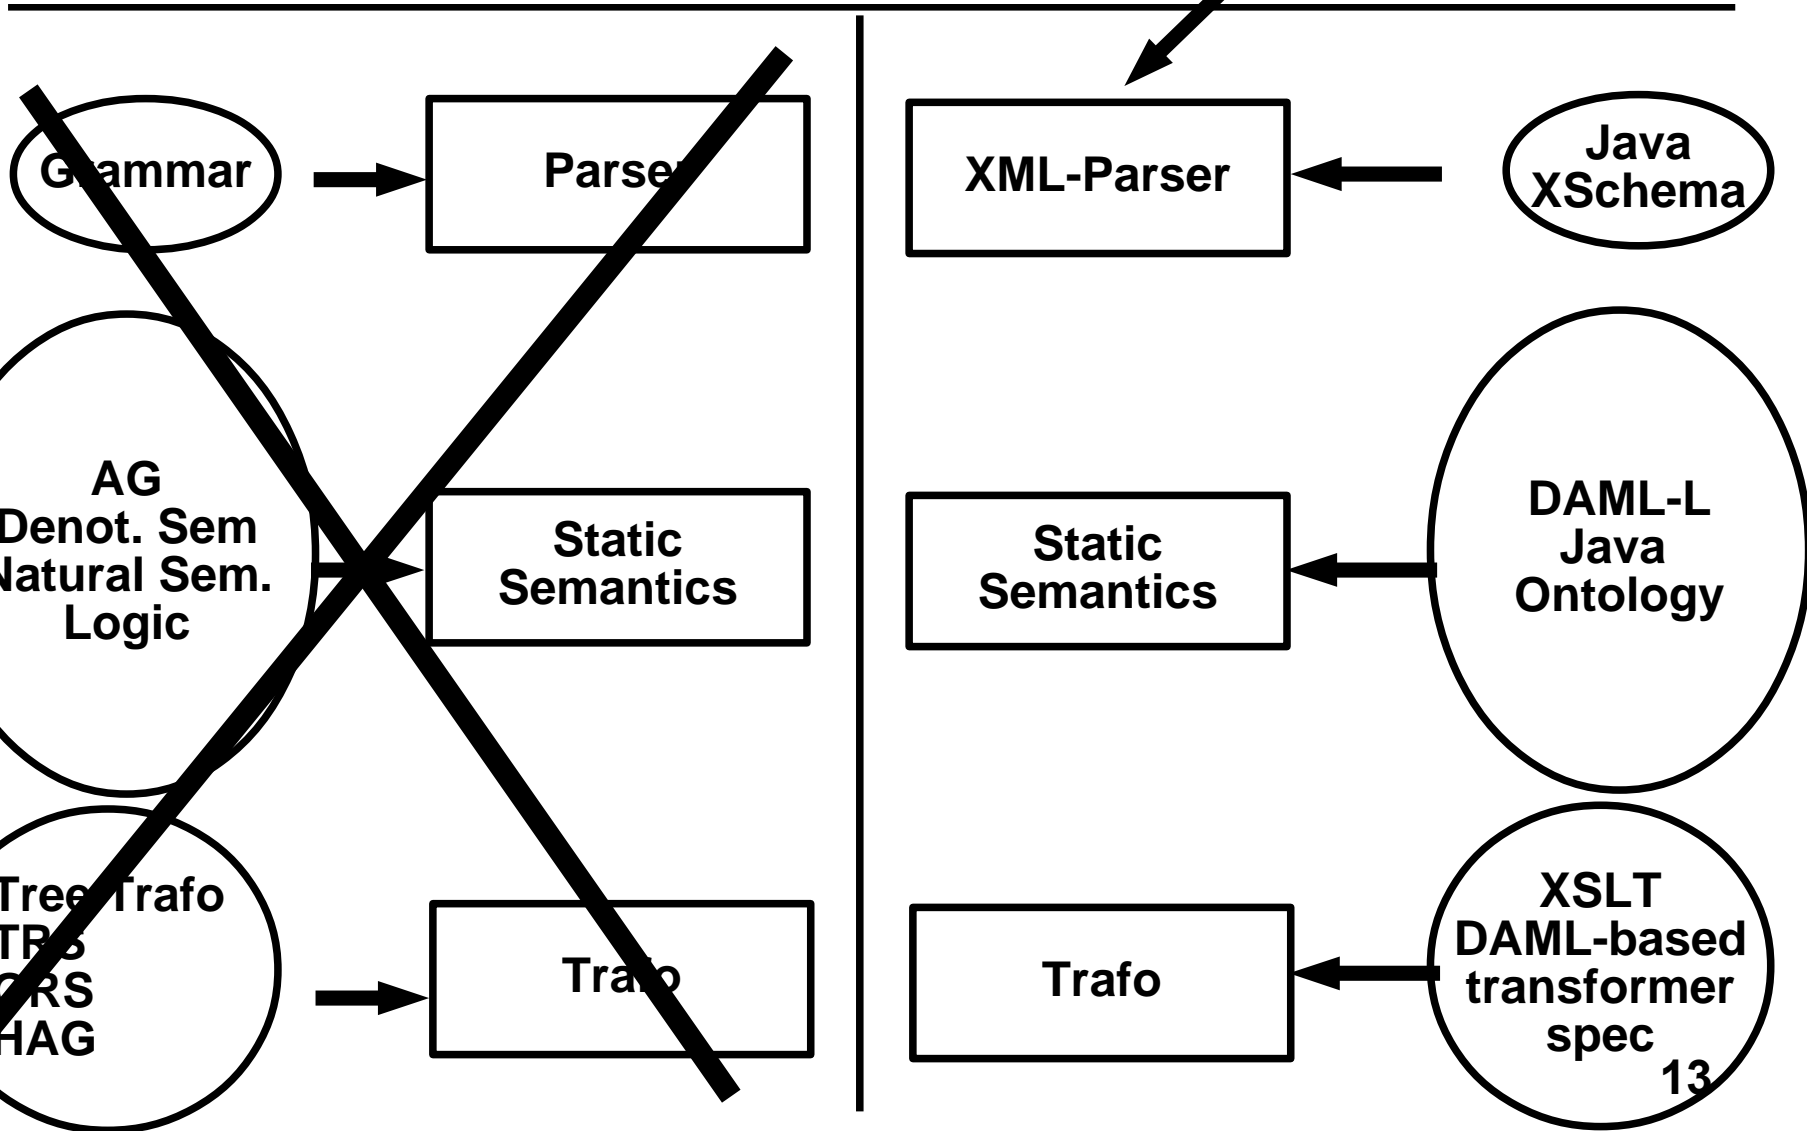 Grammar
Parser
XML-Parser
Java
XSchema
AG
Denot. Sem
Natural Sem.
Logic
Static
Semantics
Static
Semantics
DAML-L
Java
Ontology
Tree Trafo
TRS
HAG
Trafo
Trafo
XSLT
DAML-based
transformer
spec
13